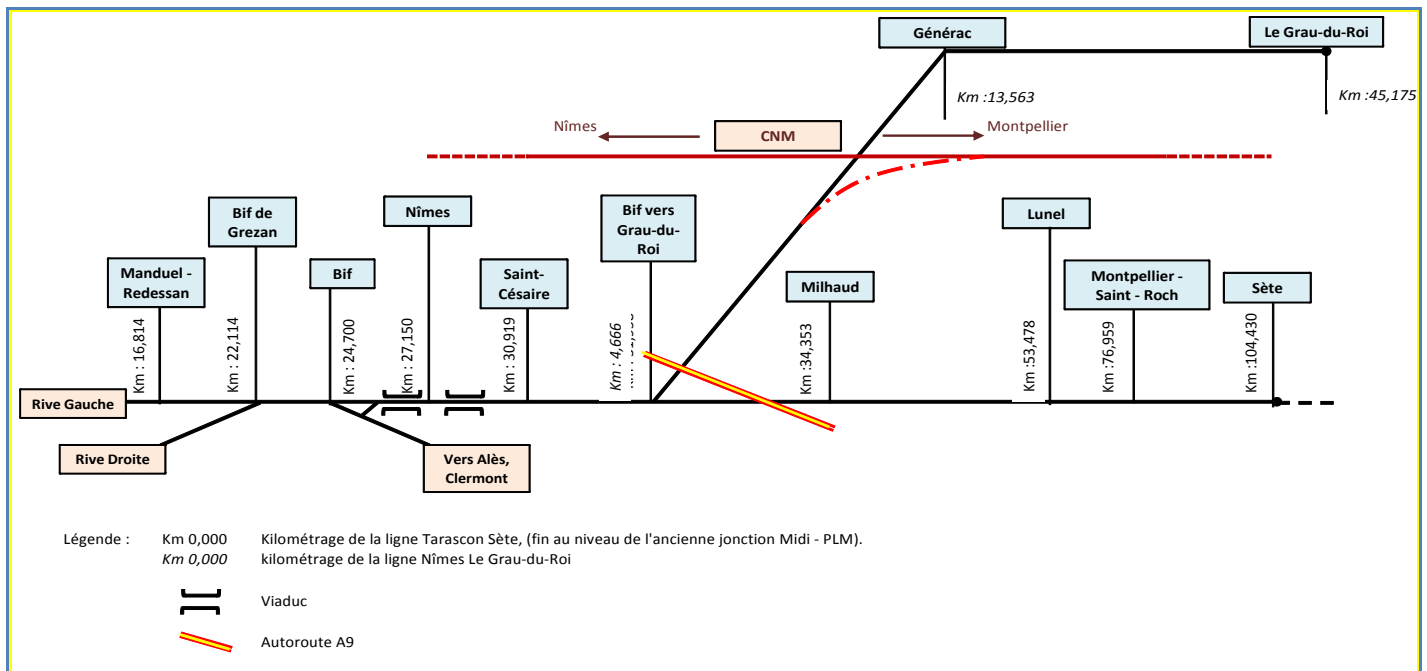 Générac
Le Grau-du-Roi
Km :13,563
Km :45,175
Nîmes
CNM
Montpellier
Manduel -
Redessan
Bif de
Grezan
Bif
Nîmes
Saint-
Césaire
Bif vers
Grau-du-
Roi
Milhaud
Lunel
Montpellier -
Saint - Roch
Sète
Km : 16,814
Km : 22,114
Km : 24,700
Km : 27,150
Km : 30,919
Km : 4,666
Km :34,353
Km :53,478
Km :76,959
Km :104,430
Rive Gauche
Rive Droite
Vers Alès,
Clermont
Légende :
Km 0,000
Kilométrage de la ligne Tarascon Sète, (fin au niveau de l'ancienne jonction Midi - PLM).
Km 0,000
kilométrage de la ligne Nîmes Le Grau-du-Roi
Viaduc
Autoroute A9